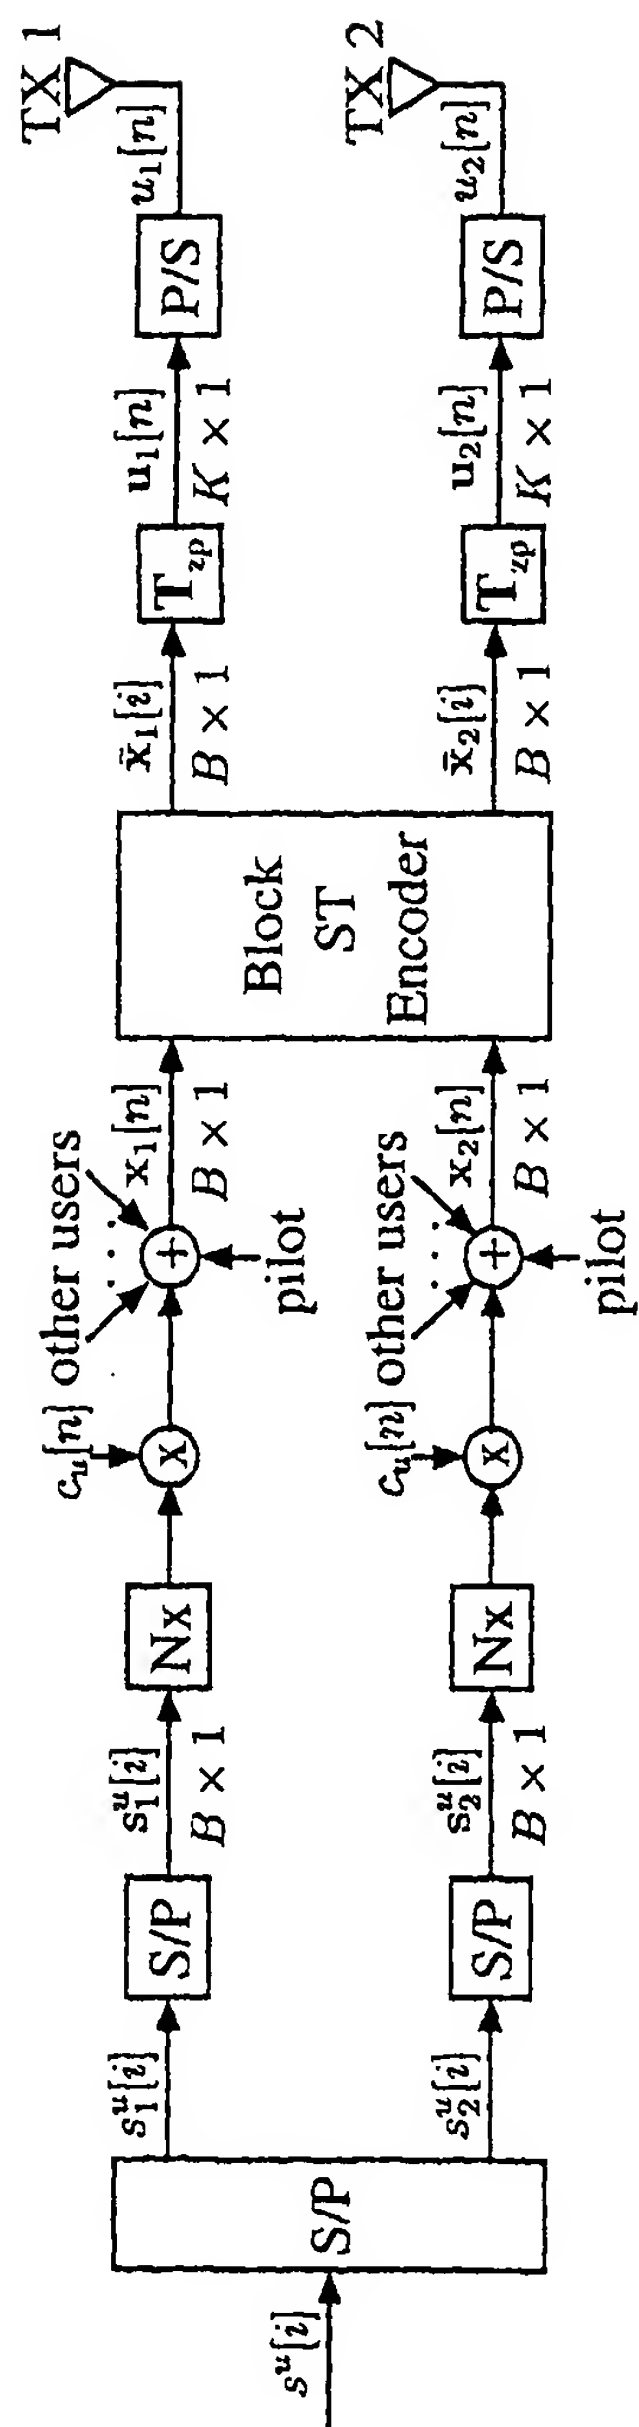 s^u[i]
S/P
s_1^u[i]
S/P
s_1^u[i]
B × 1
Nx
c_u[n]
x
other users
. . .
+
pilot
x_1[n]
B × 1
s_2^u[i]
S/P
s_2^u[i]
B × 1
Nx
c_u[n]
x
other users
. . .
+
pilot
x_2[n]
B × 1
Block
ST
Encoder
x̄_1[i]
B × 1
T_zp
u_1[n]
K × 1
P/S
u_1[n]
TX 1
x̄_2[i]
B × 1
T_zp
u_2[n]
K × 1
P/S
u_2[n]
TX 2